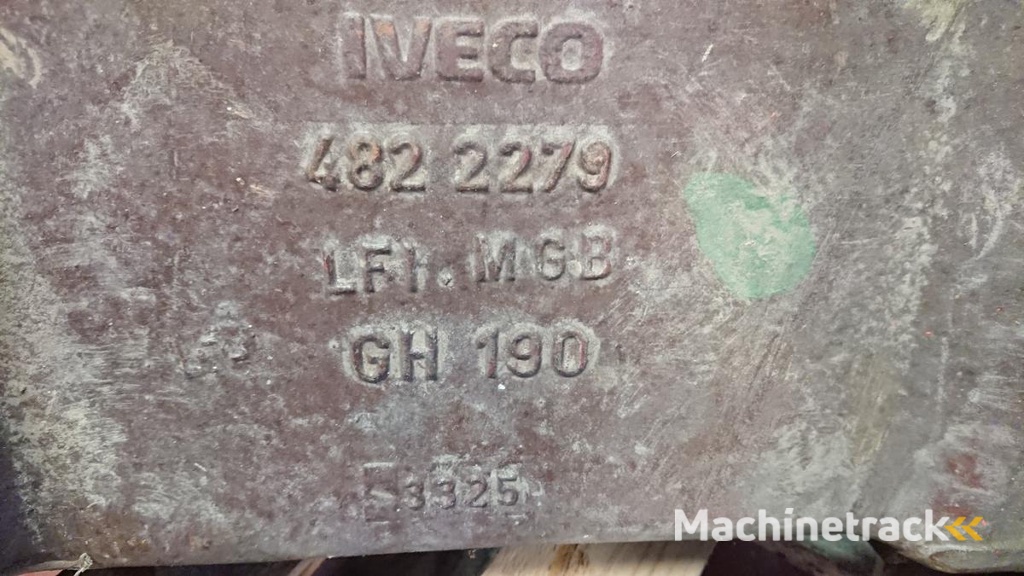 IVECO
482 2279
LF1. MGB
GH 190
3325
Machinetrack